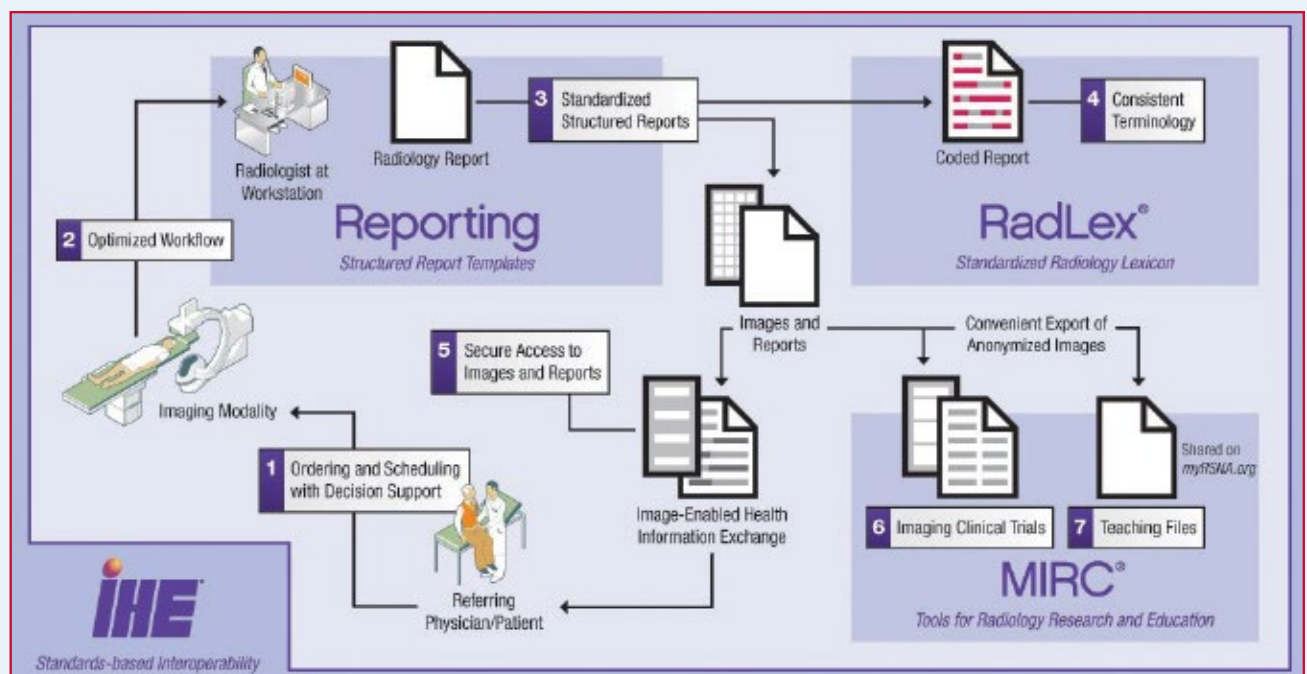 3
Standardized
Structured Reports
4
Consistent
Terminology
Radiologist at
Workstation
Radiology Report
Coded Report
2
Optimized Workflow
Reporting
Structured Report Templates
RadLex®
Standardized Radiology Lexicon
Images and
Reports
Convenient Export of
Anonymized Images
5
Secure Access to
Images and Reports
Imaging Modality
1
Ordering and Scheduling
with Decision Support
Shared on
myRSNA.org
Image-Enabled Health
Information Exchange
6
Imaging Clinical Trials
7
Teaching Files
MIRC®
Tools for Radiology Research and Education
Referring
Physician/Patient
IHE
Standards-based Interoperability